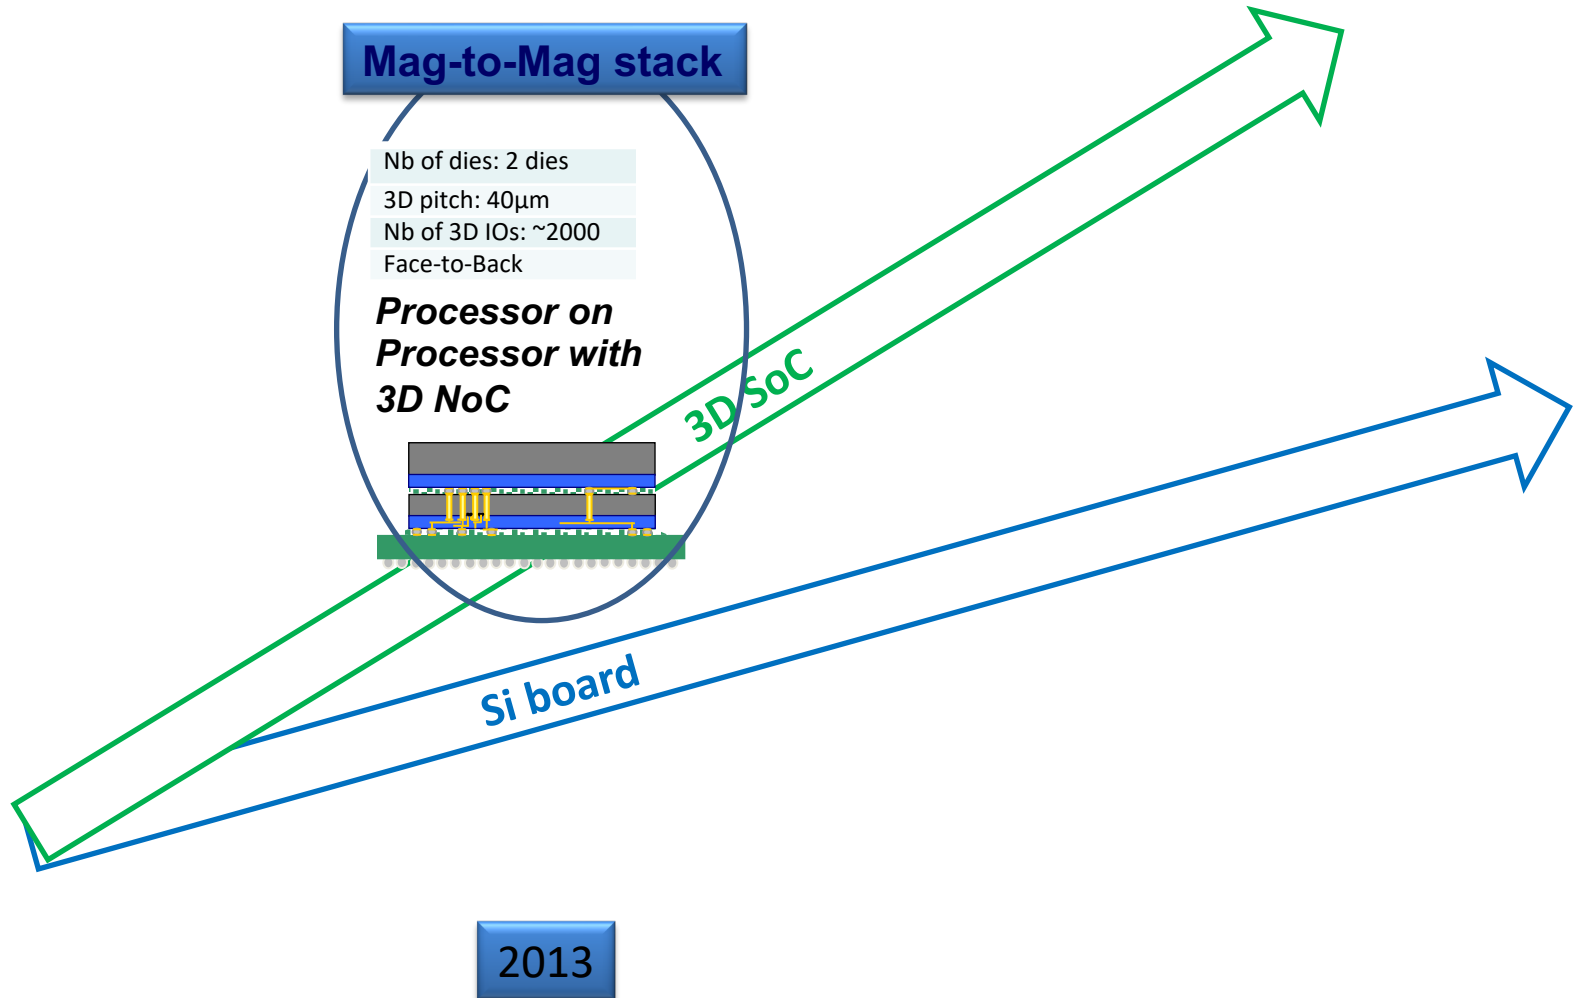 Mag-to-Mag stack
Nb of dies: 2 dies
3D pitch: 40µm
Nb of 3D IOs: ~2000
Face-to-Back
Processor on
Processor with
3D NoC
3D SoC
Si board
2013